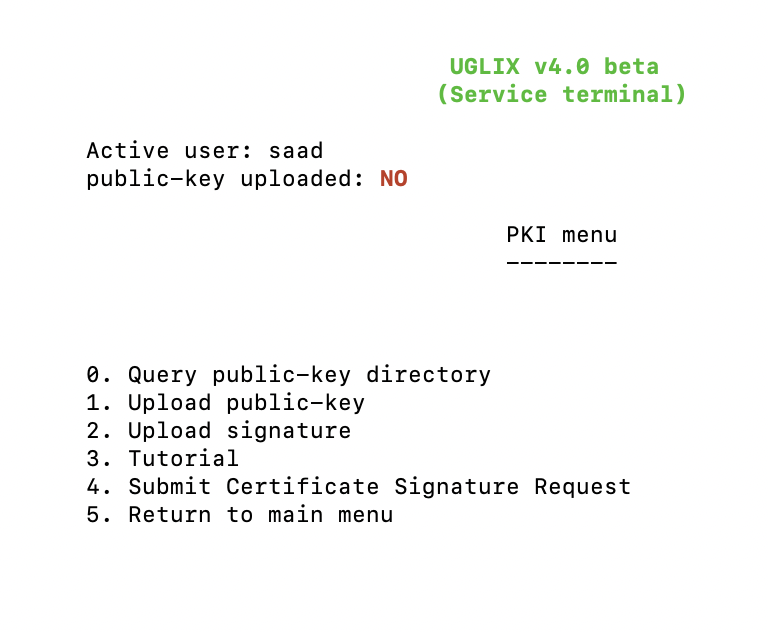 UGLIX v4.0 beta
(Service terminal)
Active user: saad
public-key uploaded: NO
PKI menu
--------
0. Query public-key directory
1. Upload public-key
2. Upload signature
3. Tutorial
4. Submit Certificate Signature Request
5. Return to main menu